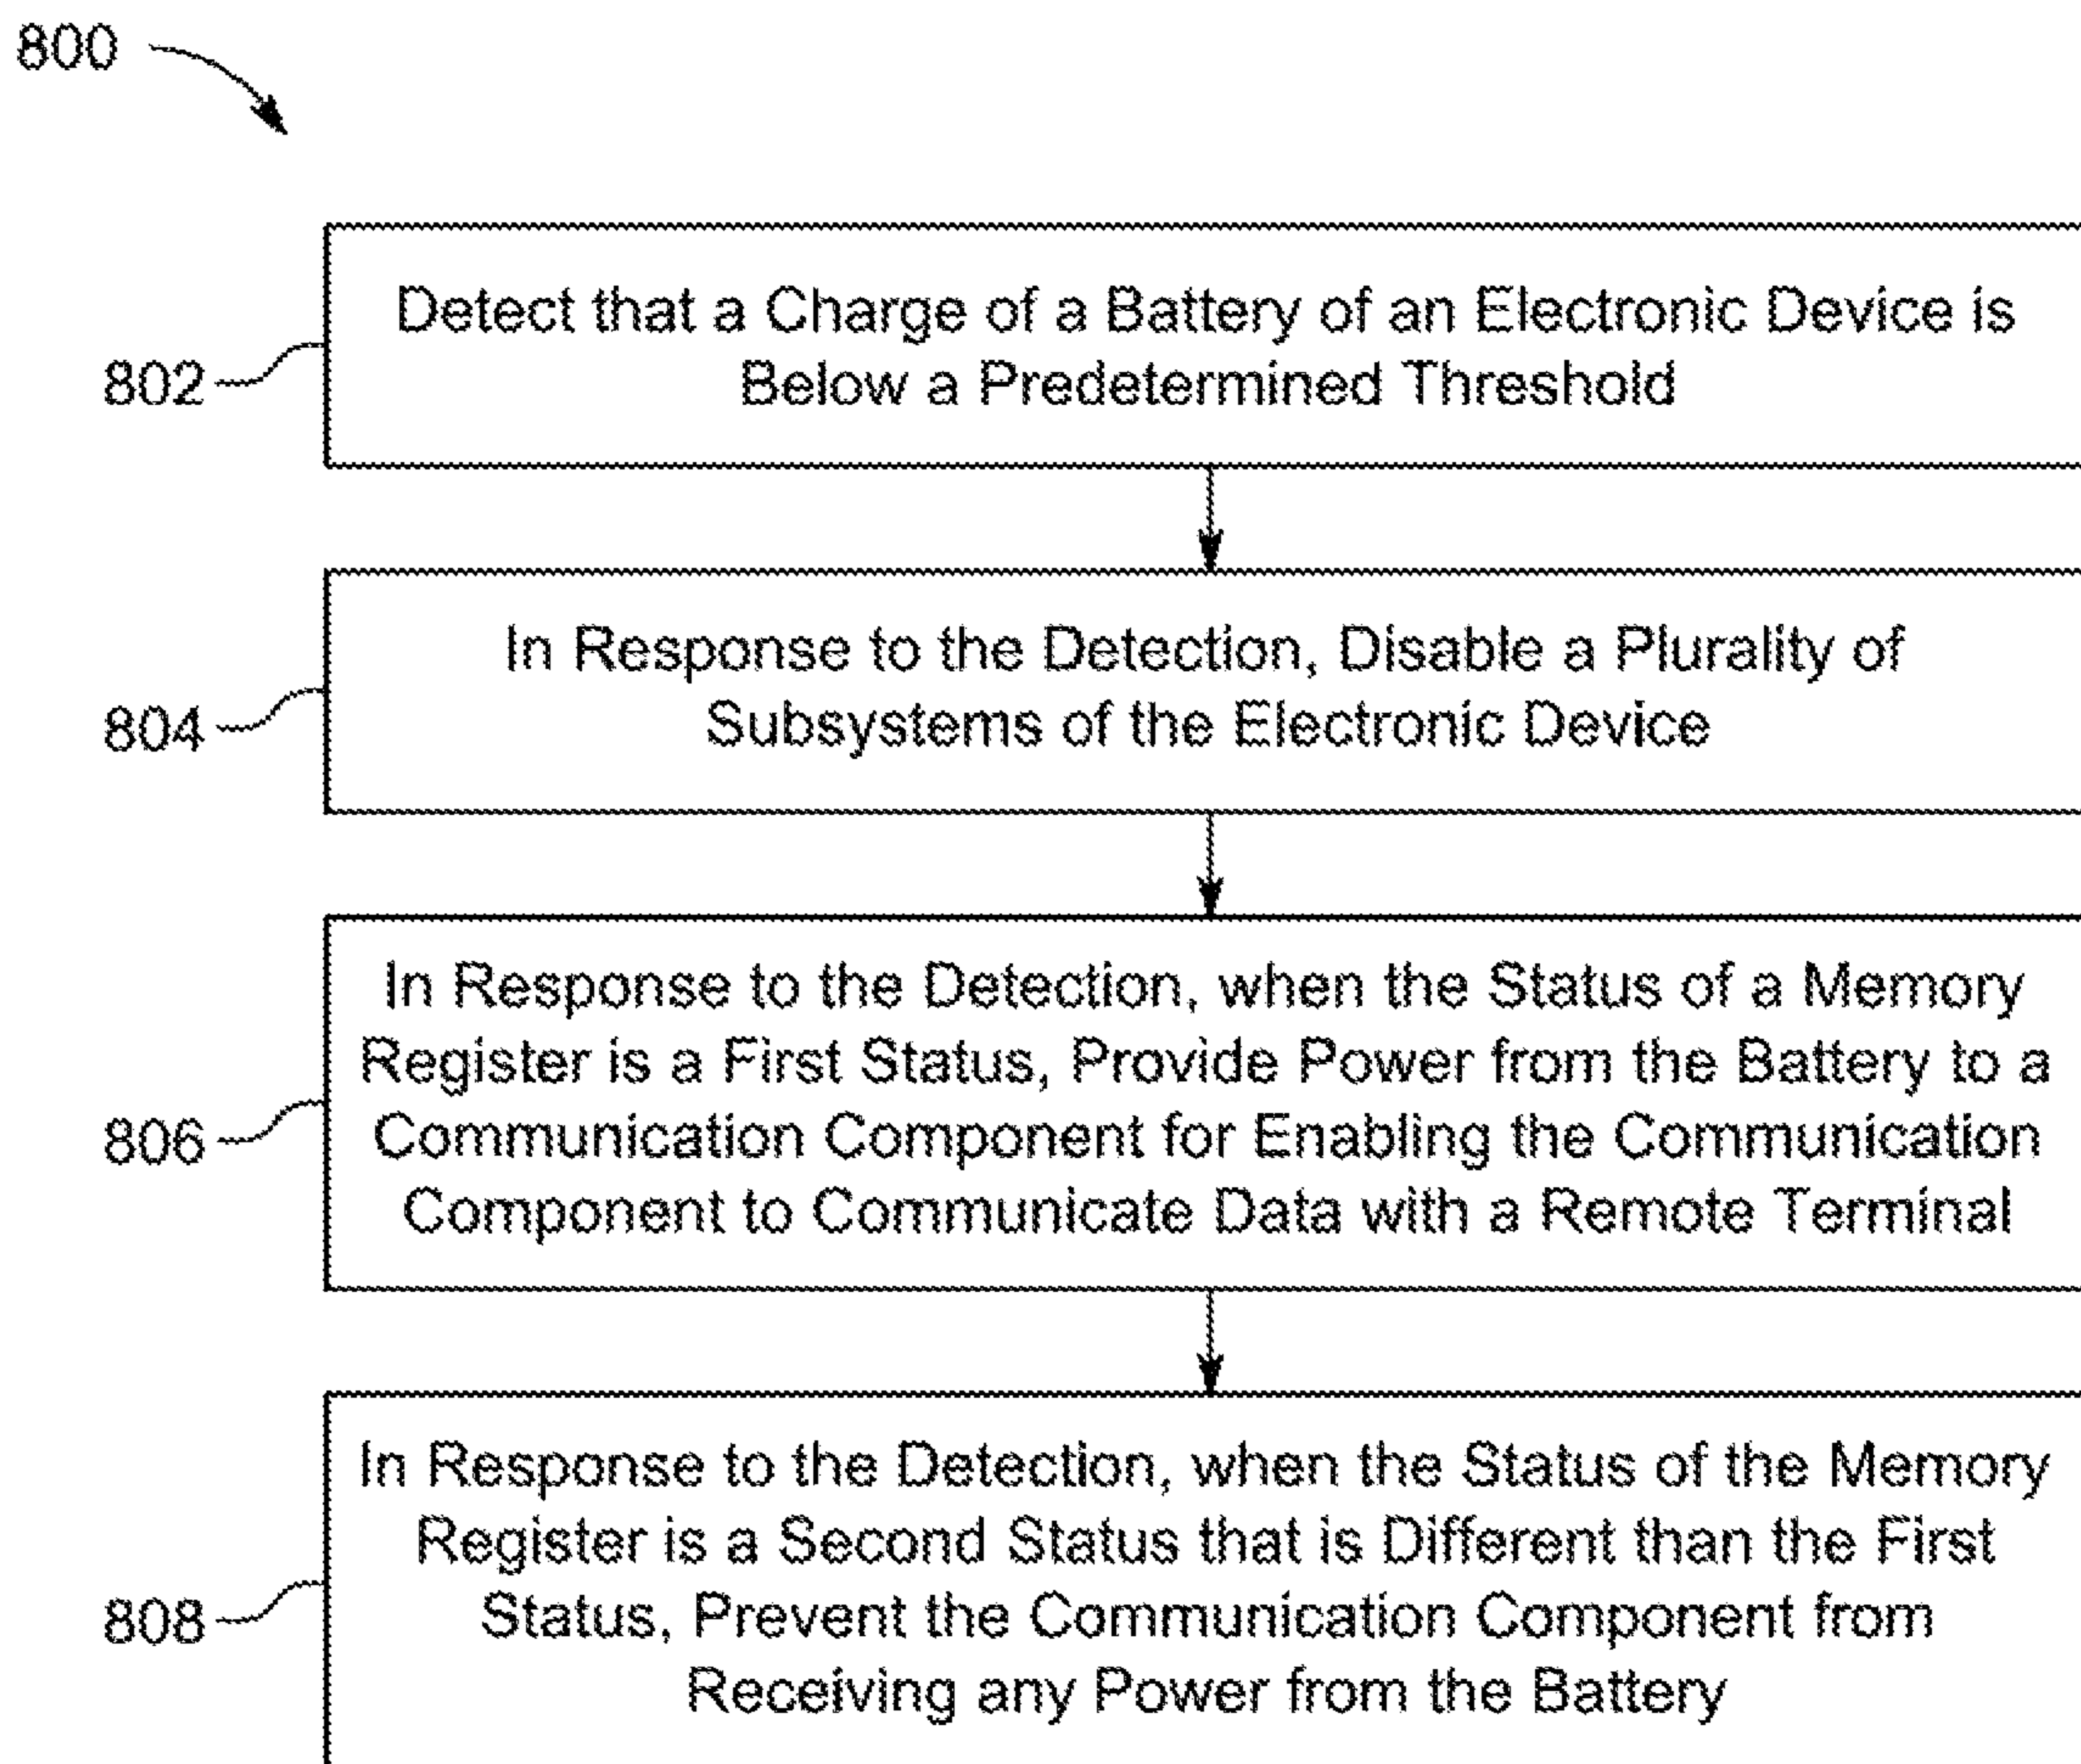 800
Detect that a Charge of a Battery of an Electronic Device is
Below a Predetermined Threshold
802
In Response to the Detection, Disable a Plurality of
Subsystems of the Electronic Device
804
In Response to the Detection, when the Status of a Memory
Register is a First Status, Provide Power from the Battery to a
Communication Component for Enabling the Communication
Component to Communicate Data with a Remote Terminal
806
In Response to the Detection, when the Status of the Memory
Register is a Second Status that is Different than the First
Status, Prevent the Communication Component from
Receiving any Power from the Battery
808